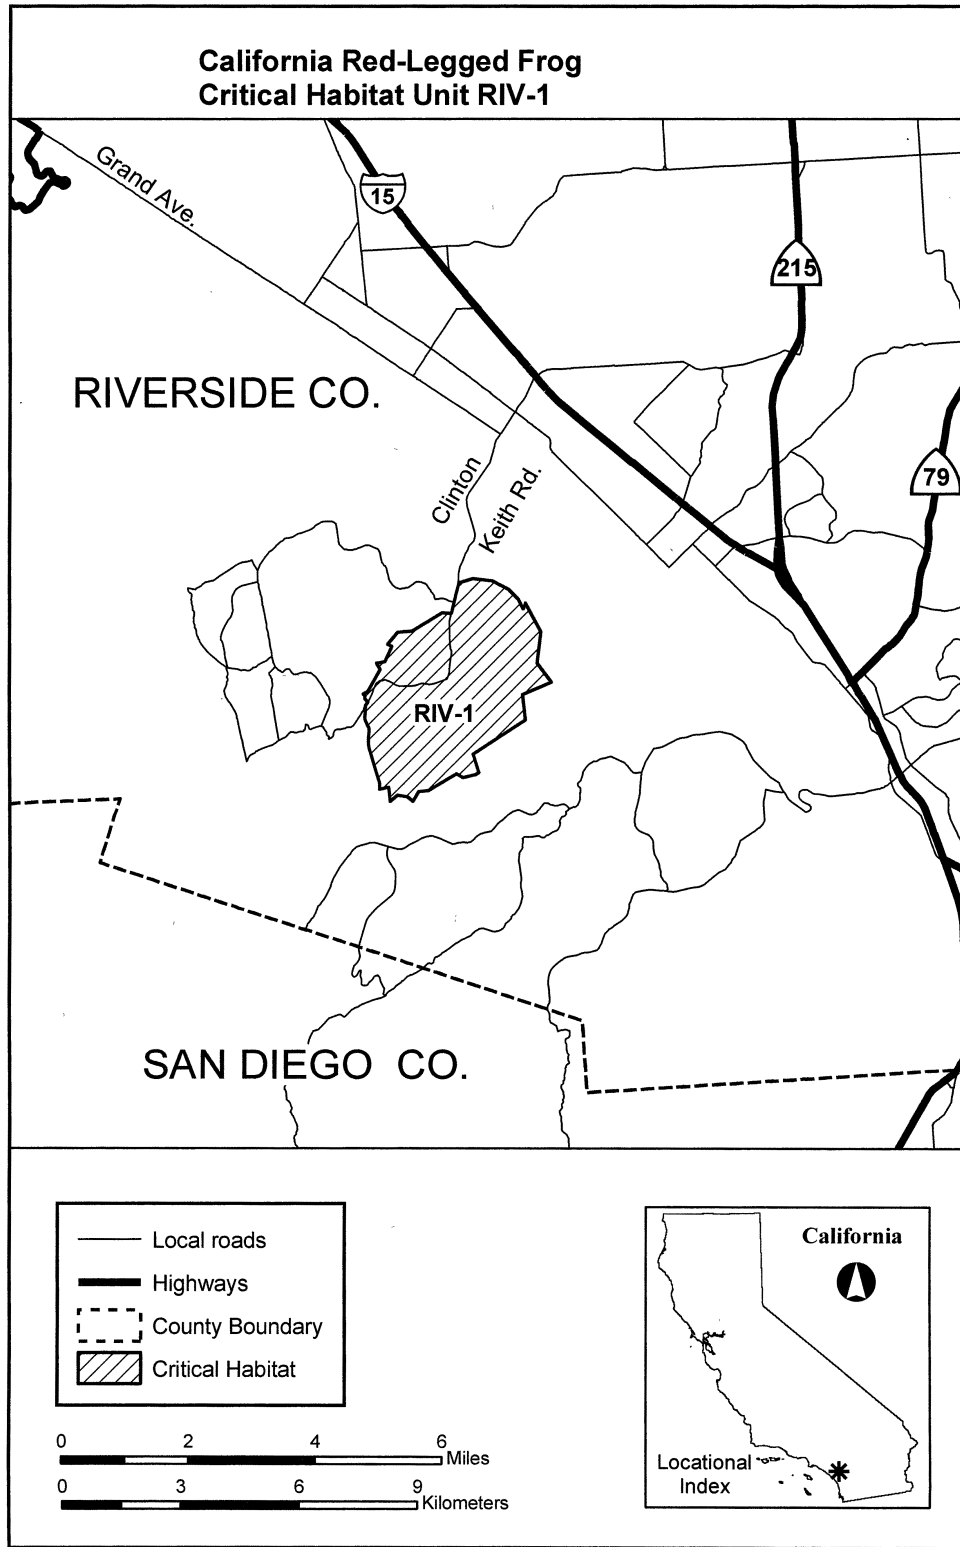 California Red-Legged Frog
Critical Habitat Unit RIV-1
Grand Ave.
15
215
RIVERSIDE CO.
79
Clinton
Keith Rd.
RIV-1
SAN DIEGO CO.
Local roads
Highways
County Boundary
Critical Habitat
California
Locational
Index
0 2 4 6
Miles
0 3 6 9
Kilometers